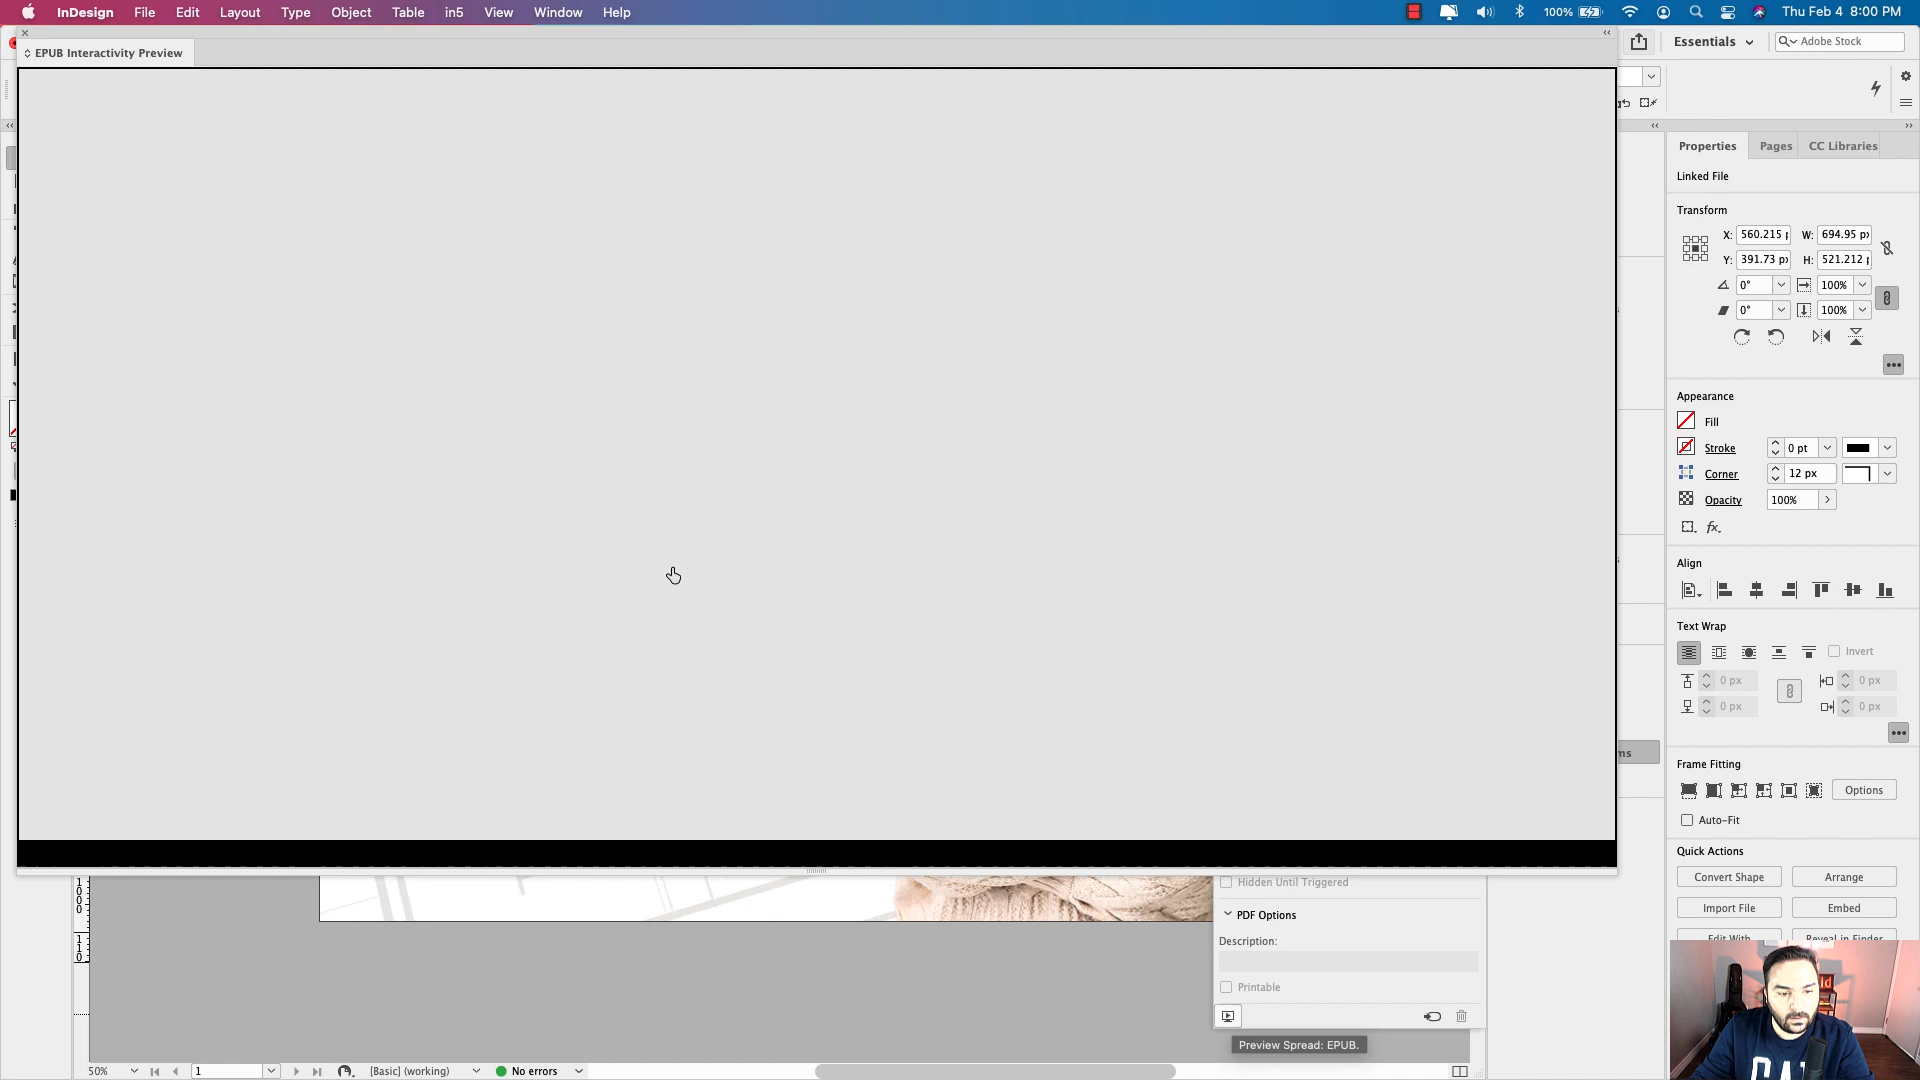 InDesign File Edit Layout Type Object Table in5 View Window Help 100% Thu Feb 4 8:00 PM
EPUB Interactivity Preview
Essentials
Adobe Stock
Properties Pages CC Libraries
Linked File
Transform
X: 560.215 W: 694.95 px
Y: 391.73 px H: 521.212
0° 100%
0° 100%
Appearance
Fill
Stroke 0 pt
Corner 12 px
Opacity 100%
fx.
Align
Text Wrap
Invert
0 px 0 px
0 px 0 px
Frame Fitting
Options
Auto-Fit
Quick Actions
Convert Shape Arrange
Import File Embed
Edit With Reveal in Finder
Hidden Until Triggered
PDF Options
Description:
Printable
Preview Spread: EPUB.
50% 1 [Basic] (working) No errors